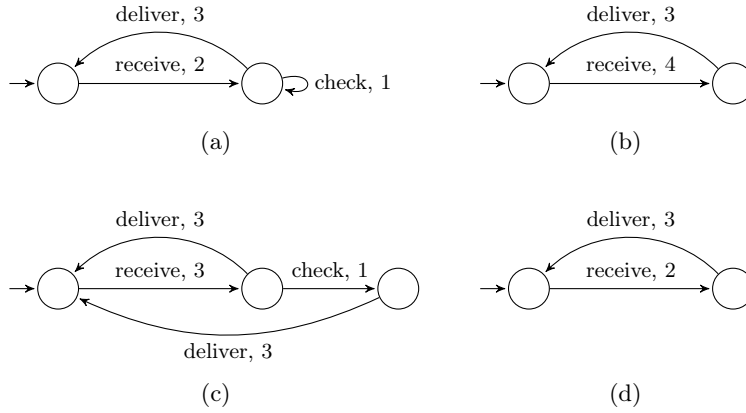 deliver, 3
receive, 2
check, 1
(a)
deliver, 3
receive, 4
(b)
deliver, 3
receive, 3
check, 1
deliver, 3
(c)
deliver, 3
receive, 2
(d)